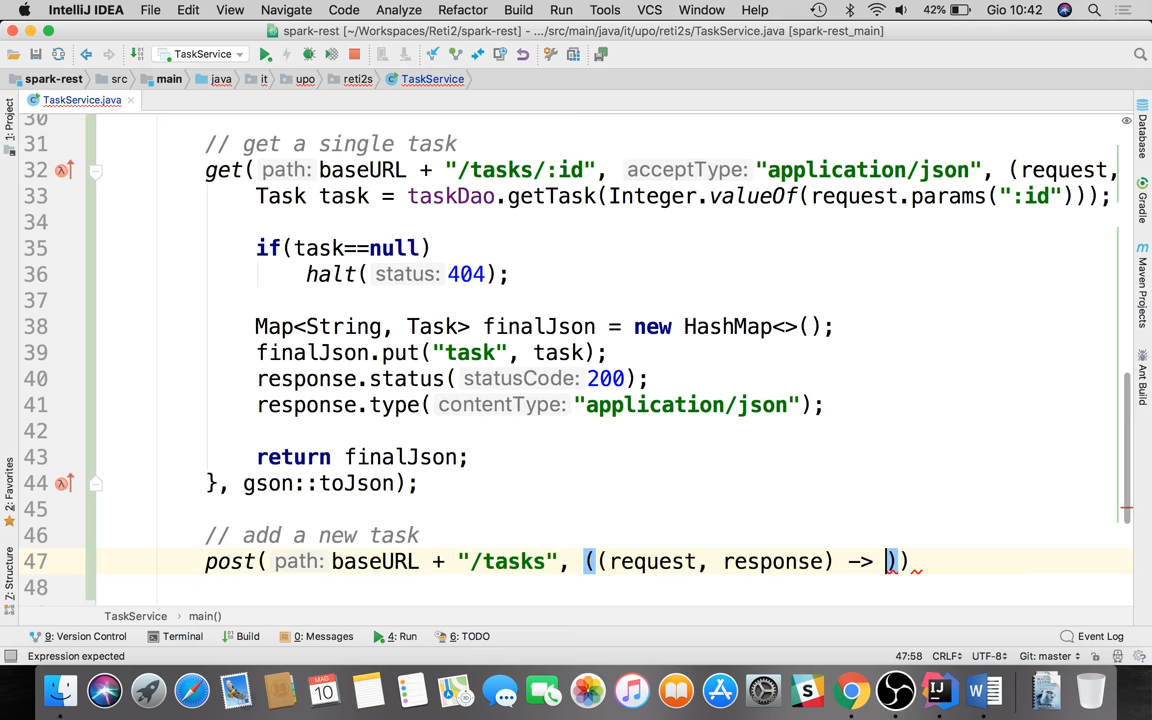 IntelliJ IDEA File Edit View Navigate Code Analyze Refactor Build Run Tools VCS Window Help 42% Gio 10:42
spark-rest [~/Workspaces/Reti2/spark-rest] - .../src/main/java/it/upo/reti2s/TaskService.java [spark-rest_main]
TaskService
spark-rest src main java it upo reti2s TaskService
TaskService.java
30
31 // get a single task
32 get( path: baseURL + "/tasks/:id", acceptType: "application/json", (request,
33 Task task = taskDao.getTask(Integer.valueOf(request.params(":id")));
34
35 if(task==null)
36 halt( status: 404);
37
38 Map<String, Task> finalJson = new HashMap<>();
39 finalJson.put("task", task);
40 response.status( statusCode: 200);
41 response.type( contentType: "application/json");
42
43 return finalJson;
44 }, gson::toJson);
45
46 // add a new task
47 post( path: baseURL + "/tasks", ((request, response) -> ))
48
TaskService main()
1: Project
7: Structure
2: Favorites
Database
Gradle
Maven Projects
Ant Build
9: Version Control Terminal Build 0: Messages 4: Run 6: TODO Event Log
Expression expected 47:58 CRLF UTF-8 Git: master
MAG
10